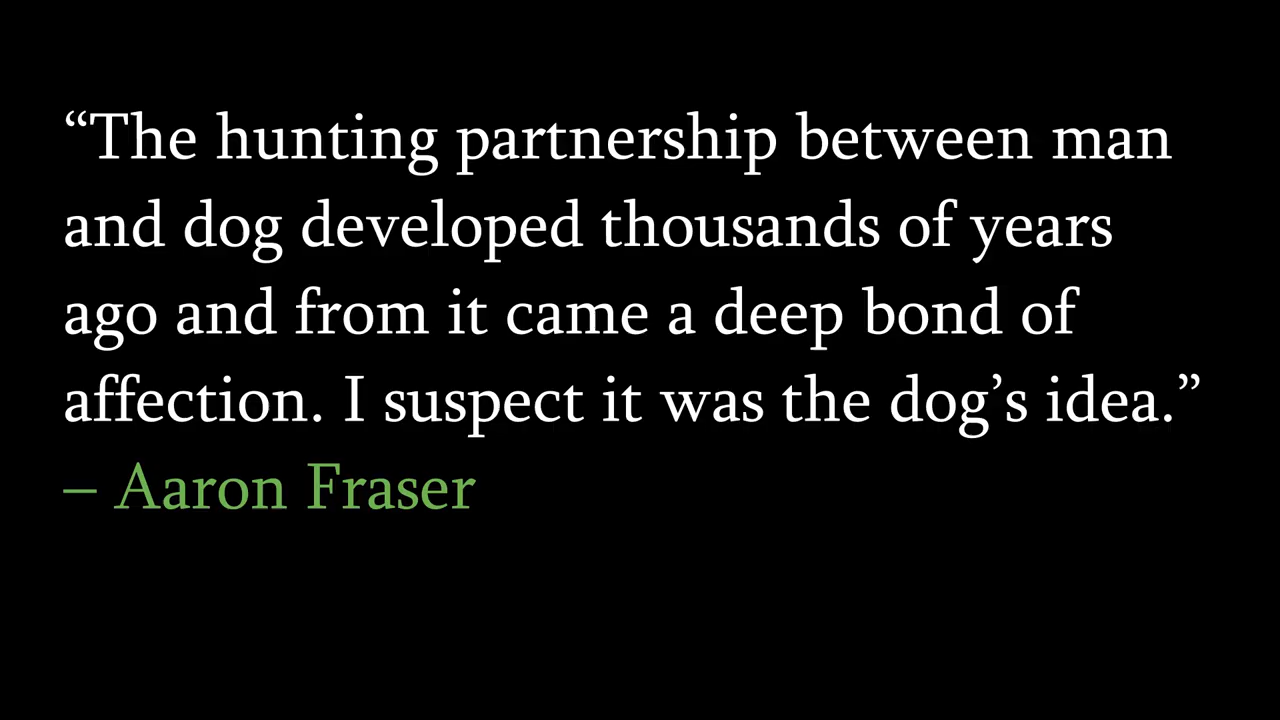 “The hunting partnership between man
and dog developed thousands of years
ago and from it came a deep bond of
affection. I suspect it was the dog’s idea.”
– Aaron Fraser